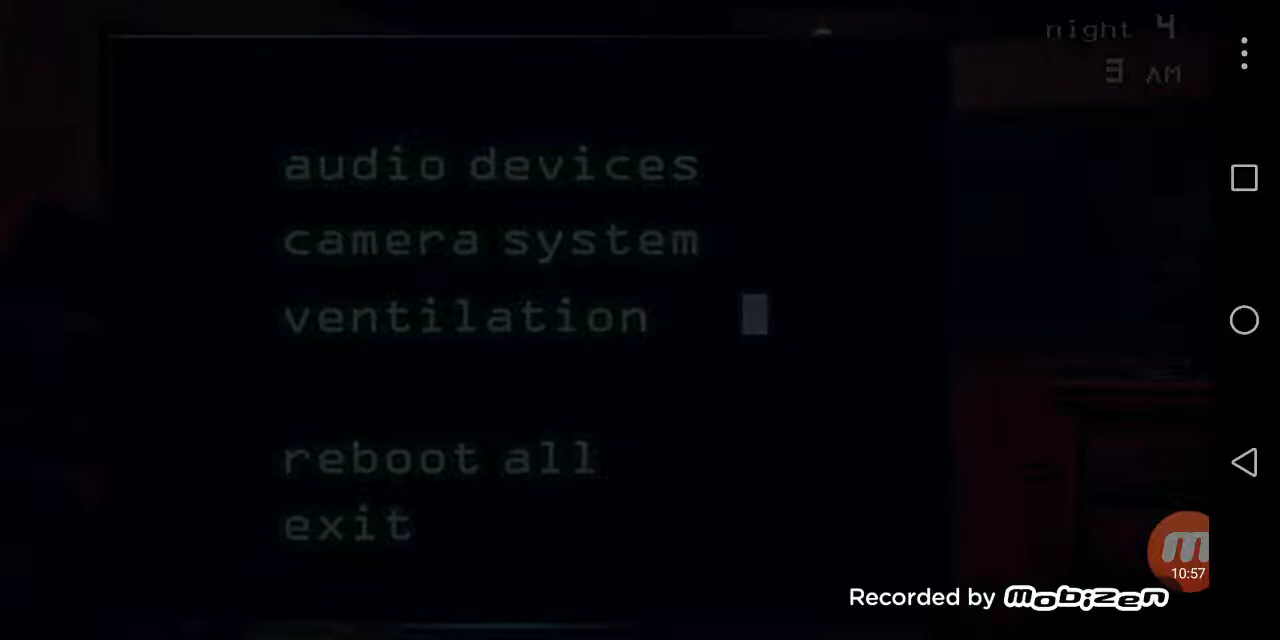 night 4
3 AM
audio devices
camera system
ventilation
reboot all
exit
10:57
Recorded by mobizen